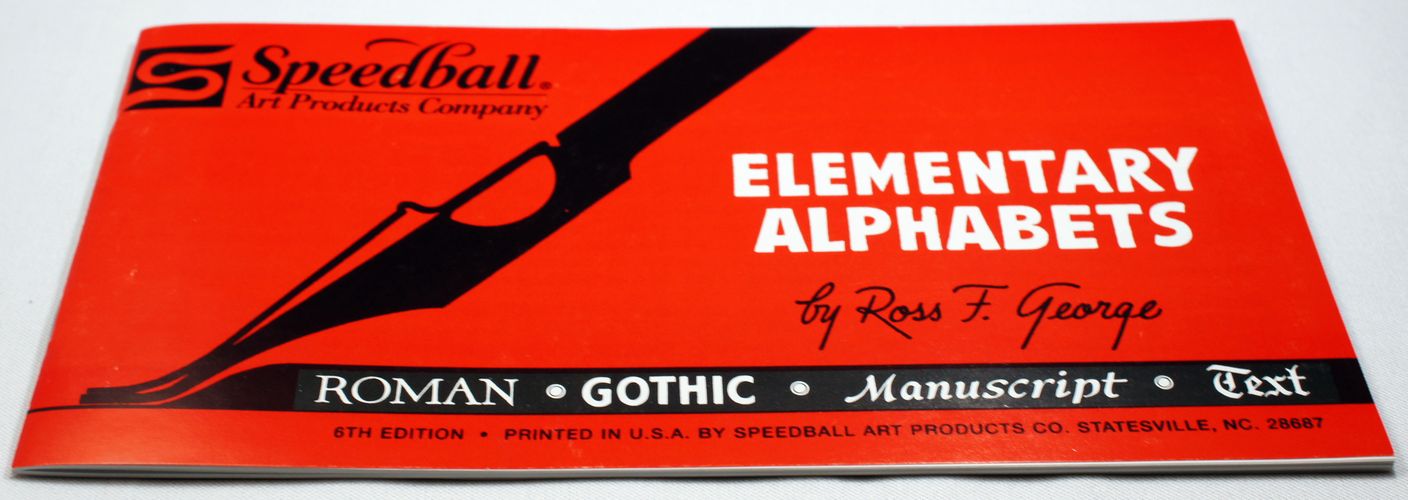 Speedball®
Art Products Company
ELEMENTARY
ALPHABETS
by Ross F. George
ROMAN • GOTHIC • Manuscript • Text
6TH EDITION • PRINTED IN U.S.A. BY SPEEDBALL ART PRODUCTS CO. STATESVILLE, NC. 28687